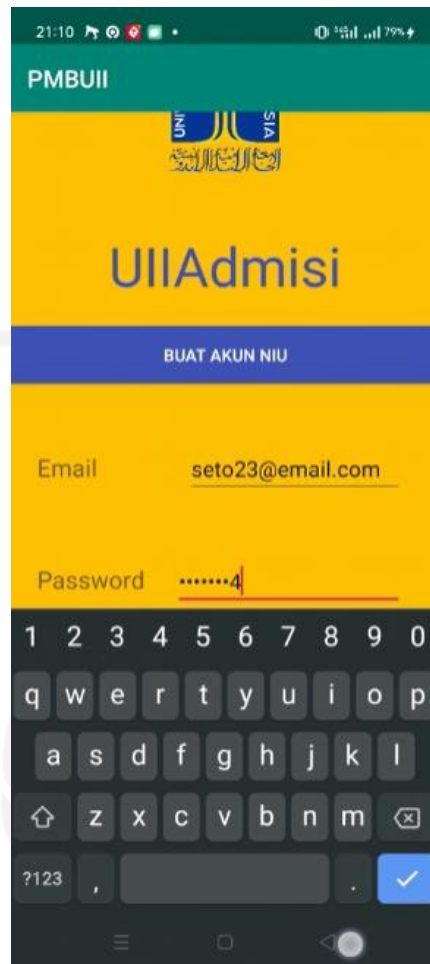 21:10
79%
PMBUII
UIIAdmisi
BUAT AKUN NIU
Email seto23@email.com
Password •••••••4
1 2 3 4 5 6 7 8 9 0
q w e r t y u i o p
a s d f g h j k l
z x c v b n m
?123 , .